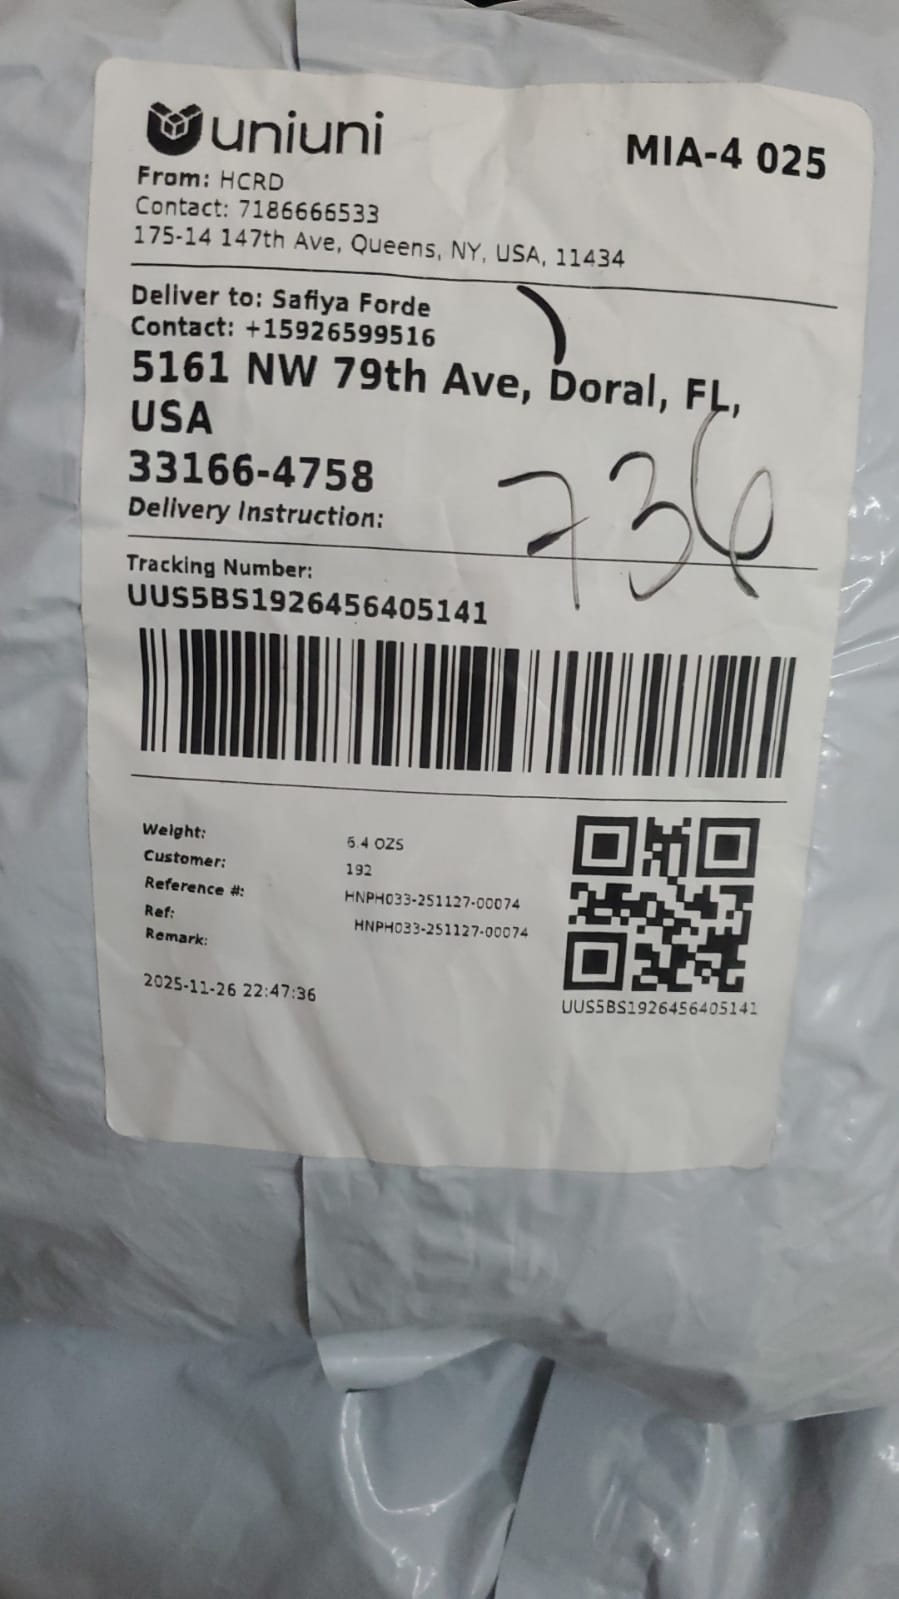 uniuni
MIA-4 025
From: HCRD
Contact: 7186666533
175-14 147th Ave, Queens, NY, USA, 11434
Deliver to: Safiya Forde
Contact: +15926599516
5161 NW 79th Ave, Doral, FL,
USA
33166-4758
Delivery Instruction:
736
Tracking Number:
UUS5BS1926456405141
Weight: 6.4 OZS
Customer: 192
Reference #: HNPH033-251127-00074
Ref: HNPH033-251127-00074
Remark:
2025-11-26 22:47:36
UUS5BS1926456405141